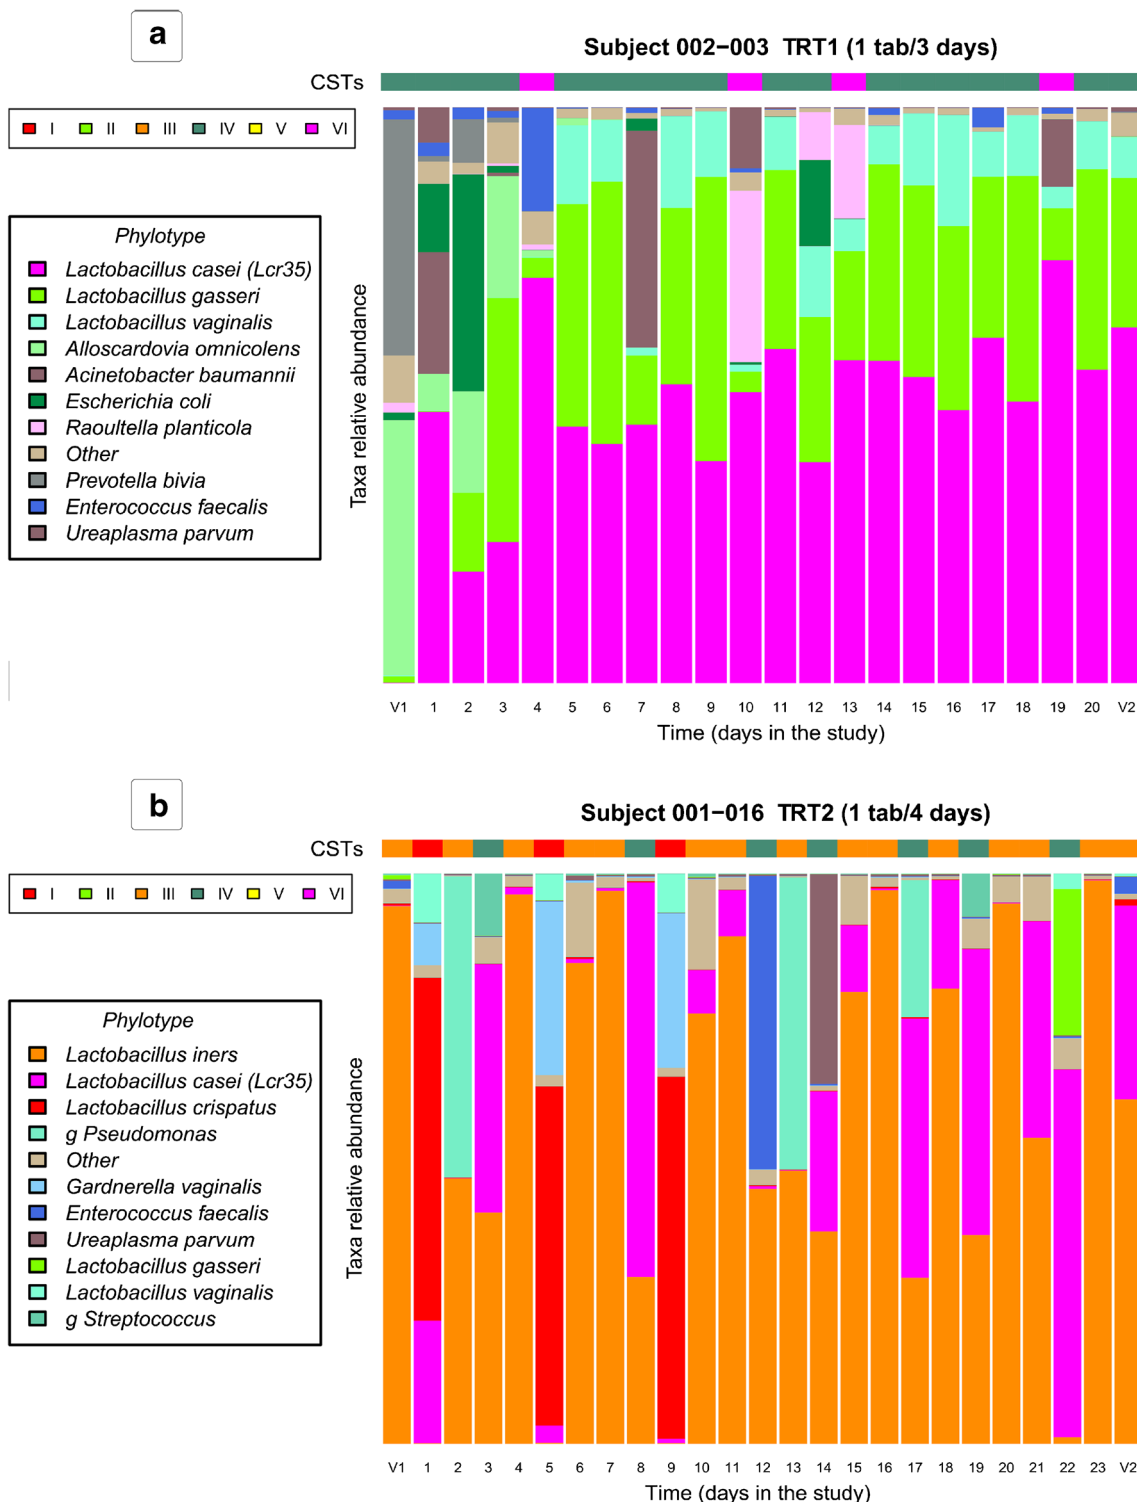 a
Subject 002−003 TRT1 (1 tab/3 days)
CSTs
I II III IV V VI
Phylotype
Lactobacillus casei (Lcr35)
Lactobacillus gasseri
Lactobacillus vaginalis
Alloscardovia omnicolens
Acinetobacter baumannii
Escherichia coli
Raoultella planticola
Other
Prevotella bivia
Enterococcus faecalis
Ureaplasma parvum
Taxa relative abundance
V1 1 2 3 4 5 6 7 8 9 10 11 12 13 14 15 16 17 18 19 20 V2
Time (days in the study)
b
Subject 001−016 TRT2 (1 tab/4 days)
CSTs
I II III IV V VI
Phylotype
Lactobacillus iners
Lactobacillus casei (Lcr35)
Lactobacillus crispatus
g Pseudomonas
Other
Gardnerella vaginalis
Enterococcus faecalis
Ureaplasma parvum
Lactobacillus gasseri
Lactobacillus vaginalis
g Streptococcus
Taxa relative abundance
V1 1 2 3 4 5 6 7 8 9 10 11 12 13 14 15 16 17 18 19 20 21 22 23 V2
Time (days in the study)